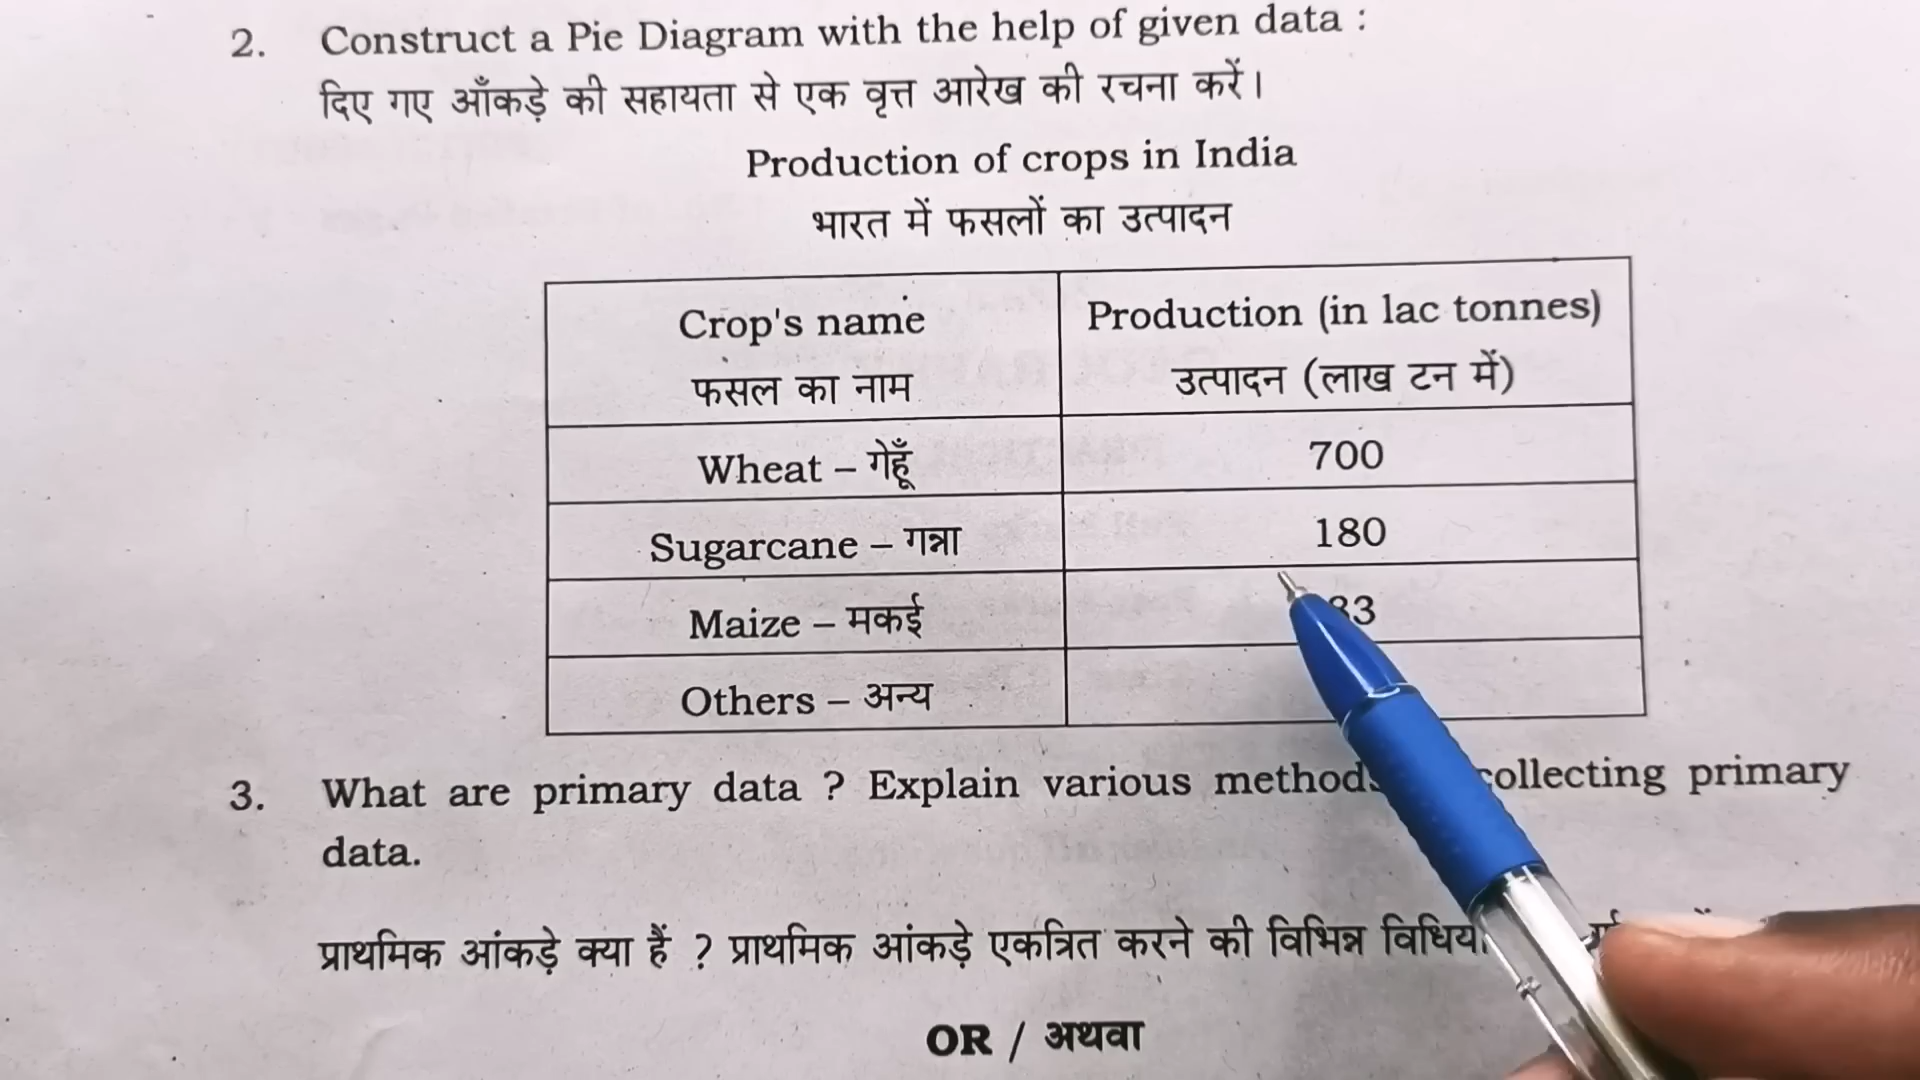 2. Construct a Pie Diagram with the help of given data :
दिए गए आँकड़े की सहायता से एक वृत्त आरेख की रचना करें।
Production of crops in India
भारत में फसलों का उत्पादन
Crop's name Production (in lac tonnes)
फसल का नाम उत्पादन (लाख टन में)
Wheat – गेहूँ 700
Sugarcane – गन्ना 180
Maize – मकई
Others – अन्य
3. What are primary data ? Explain various methods collecting primary
data.
प्राथमिक आंकड़े क्या हैं ? प्राथमिक आंकड़े एकत्रित करने की विभिन्न
OR / अथवा